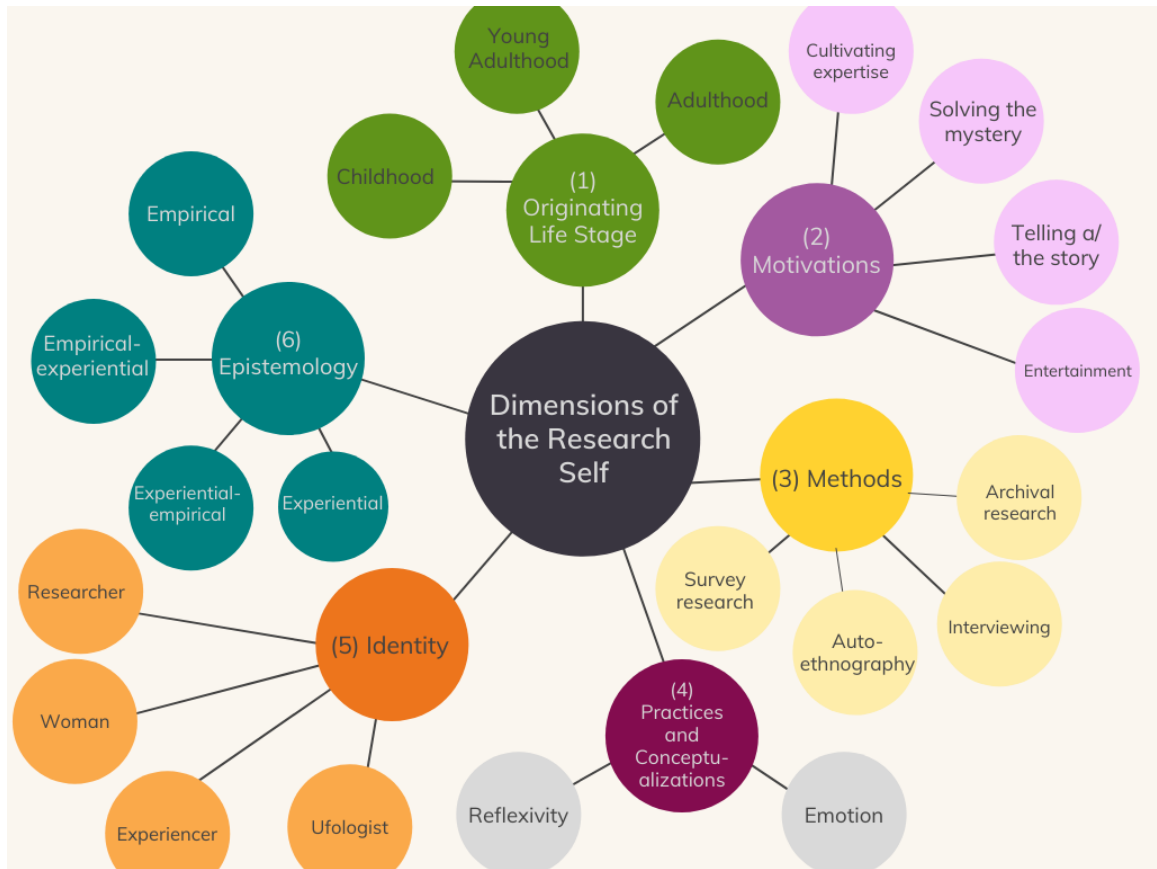 Dimensions of
the Research
Self
(1)
Originating
Life Stage
Childhood
Young
Adulthood
Adulthood
(2)
Motivations
Cultivating
expertise
Solving the
mystery
Telling a/
the story
Entertainment
(3) Methods
Archival
research
Interviewing
Auto-
ethnography
Survey
research
(4)
Practices
and
Conceptu-
alizations
Emotion
Reflexivity
(5) Identity
Ufologist
Experiencer
Woman
Researcher
(6)
Epistemology
Experiential
Experiential-
empirical
Empirical-
experiential
Empirical